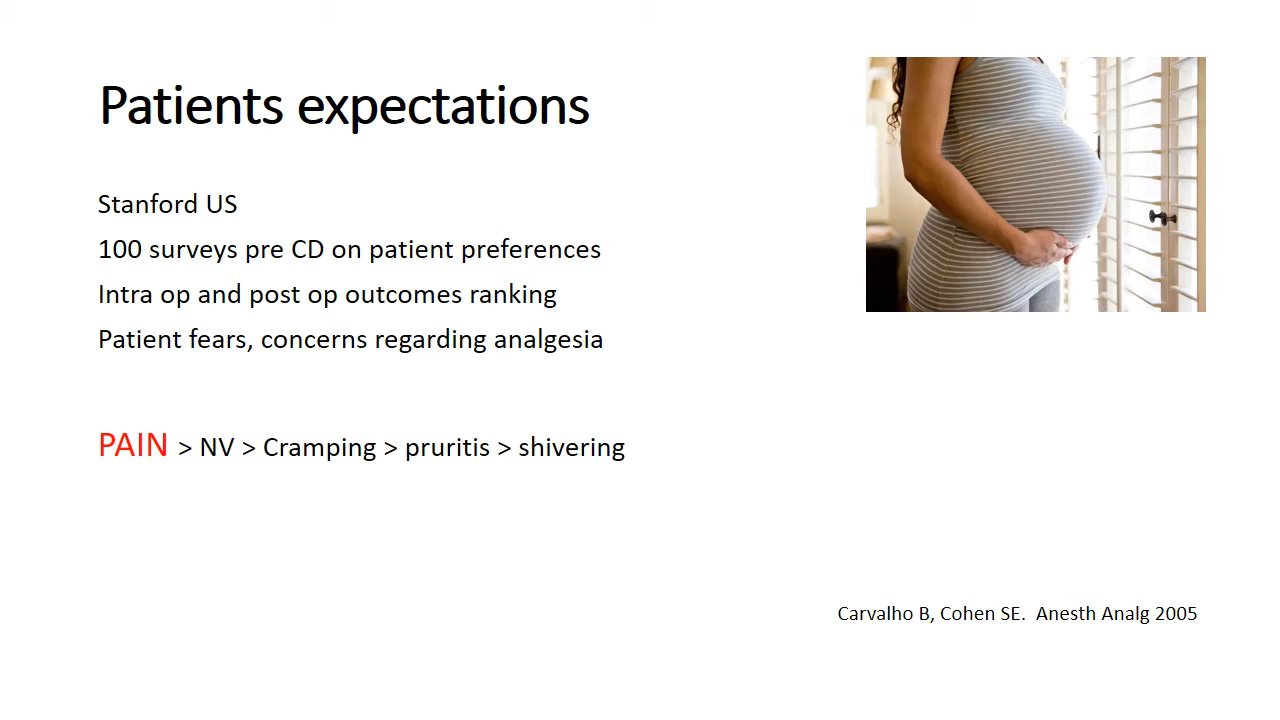 Patients expectations
Stanford US
100 surveys pre CD on patient preferences
Intra op and post op outcomes ranking
Patient fears, concerns regarding analgesia
PAIN > NV > Cramping > pruritis > shivering
Carvalho B, Cohen SE.  Anesth Analg 2005